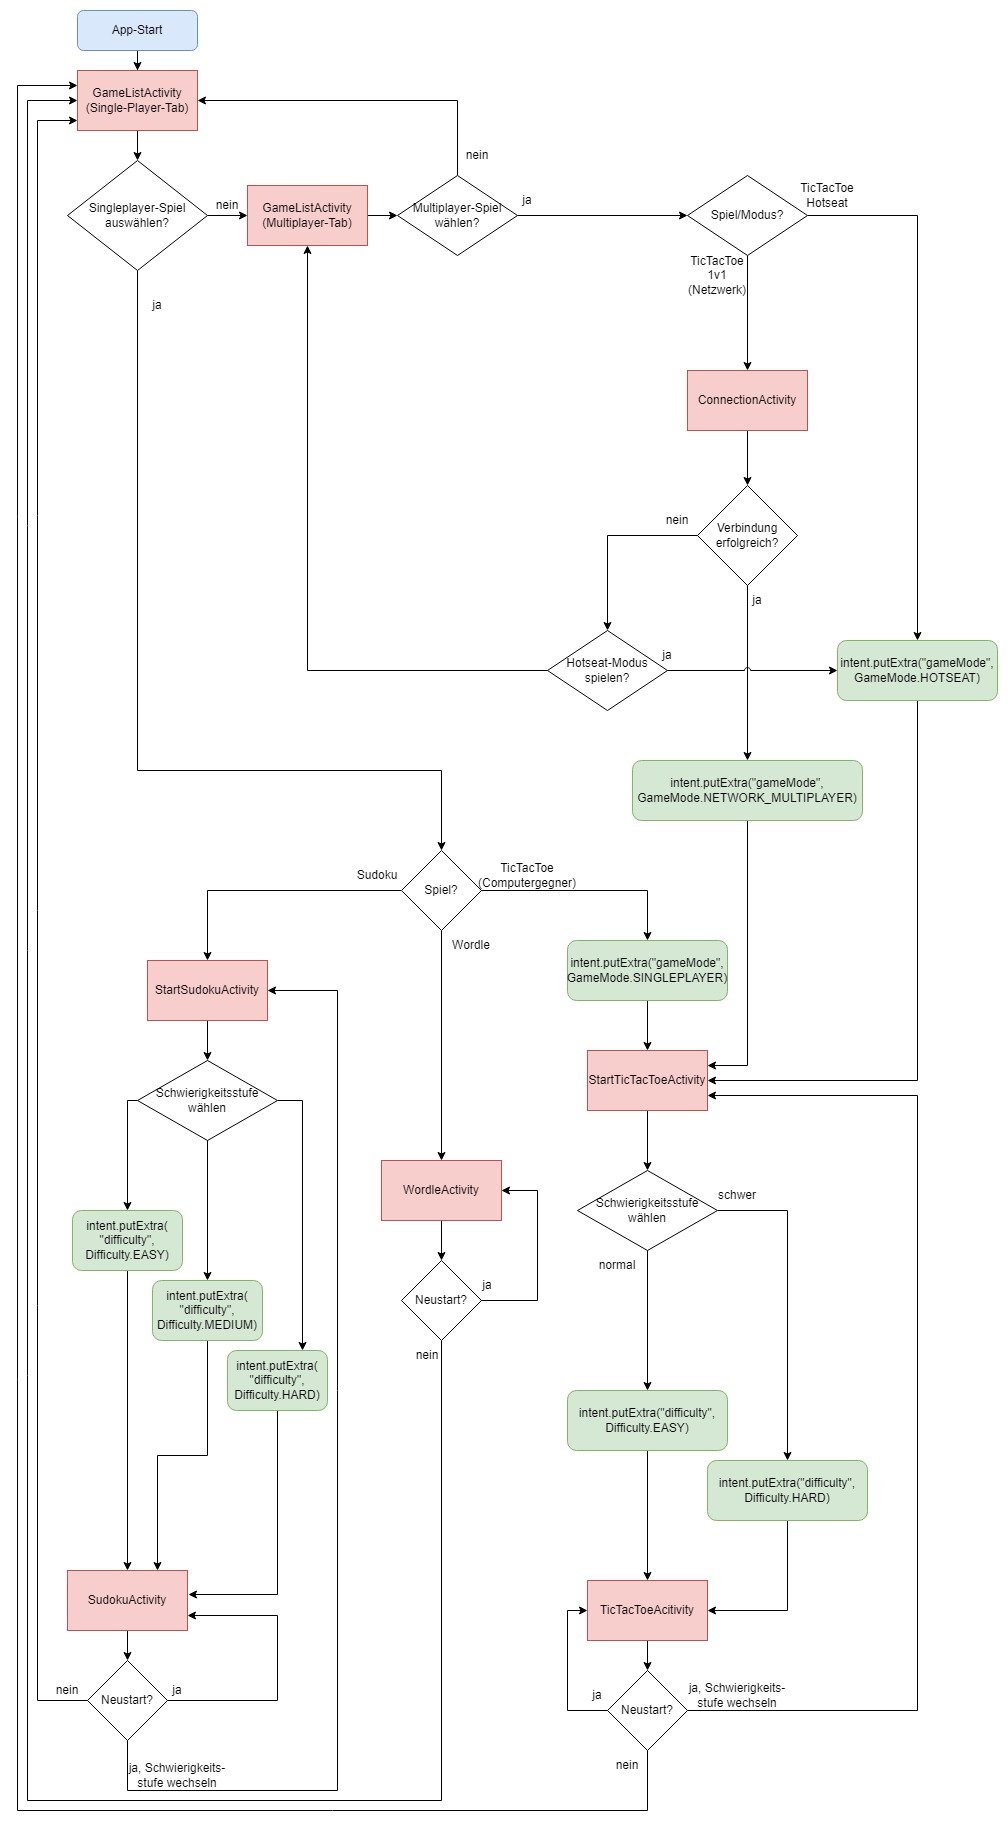 App-Start
GameListActivity
(Single-Player-Tab)
nein
Singleplayer-Spiel
auswählen?
nein
GameListActivity
(Multiplayer-Tab)
Multiplayer-Spiel
wählen?
ja
Spiel/Modus?
TicTacToe
Hotseat
TicTacToe
1v1
(Netzwerk)
ja
ConnectionActivity
Verbindung
erfolgreich?
nein
ja
Hotseat-Modus
spielen?
ja
intent.putExtra("gameMode",
GameMode.HOTSEAT)
intent.putExtra("gameMode",
GameMode.NETWORK_MULTIPLAYER)
Spiel?
Sudoku
TicTacToe
(Computergegner)
Wordle
intent.putExtra("gameMode",
GameMode.SINGLEPLAYER)
StartSudokuActivity
StartTicTacToeActivity
Schwierigkeitsstufe
wählen
WordleActivity
Schwierigkeitsstufe
wählen
schwer
normal
intent.putExtra(
"difficulty",
Difficulty.EASY)
intent.putExtra(
"difficulty",
Difficulty.MEDIUM)
intent.putExtra(
"difficulty",
Difficulty.HARD)
Neustart?
ja
nein
intent.putExtra("difficulty",
Difficulty.EASY)
intent.putExtra("difficulty",
Difficulty.HARD)
SudokuActivity
TicTacToeAcitivity
Neustart?
nein
ja
ja, Schwierigkeits-
stufe wechseln
Neustart?
ja
ja, Schwierigkeits-
stufe wechseln
nein